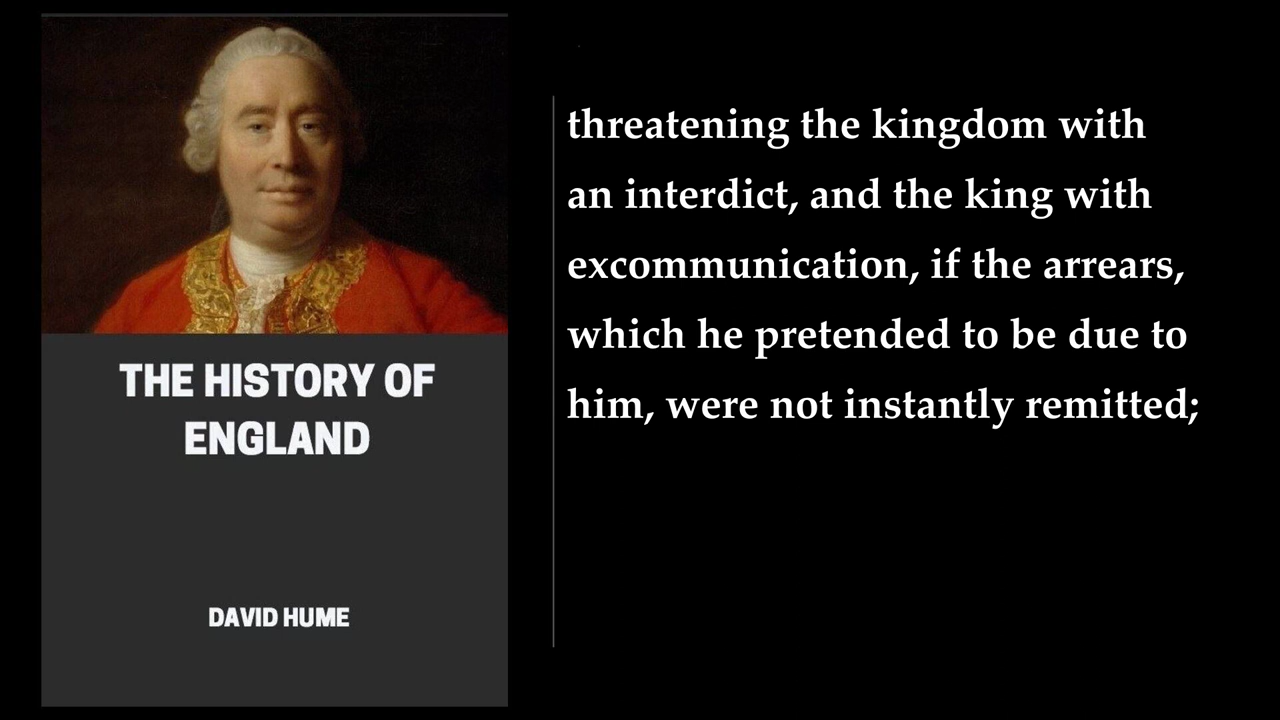 THE HISTORY OF
ENGLAND
DAVID HUME
threatening the kingdom with
an interdict, and the king with
excommunication, if the arrears,
which he pretended to be due to
him, were not instantly remitted;